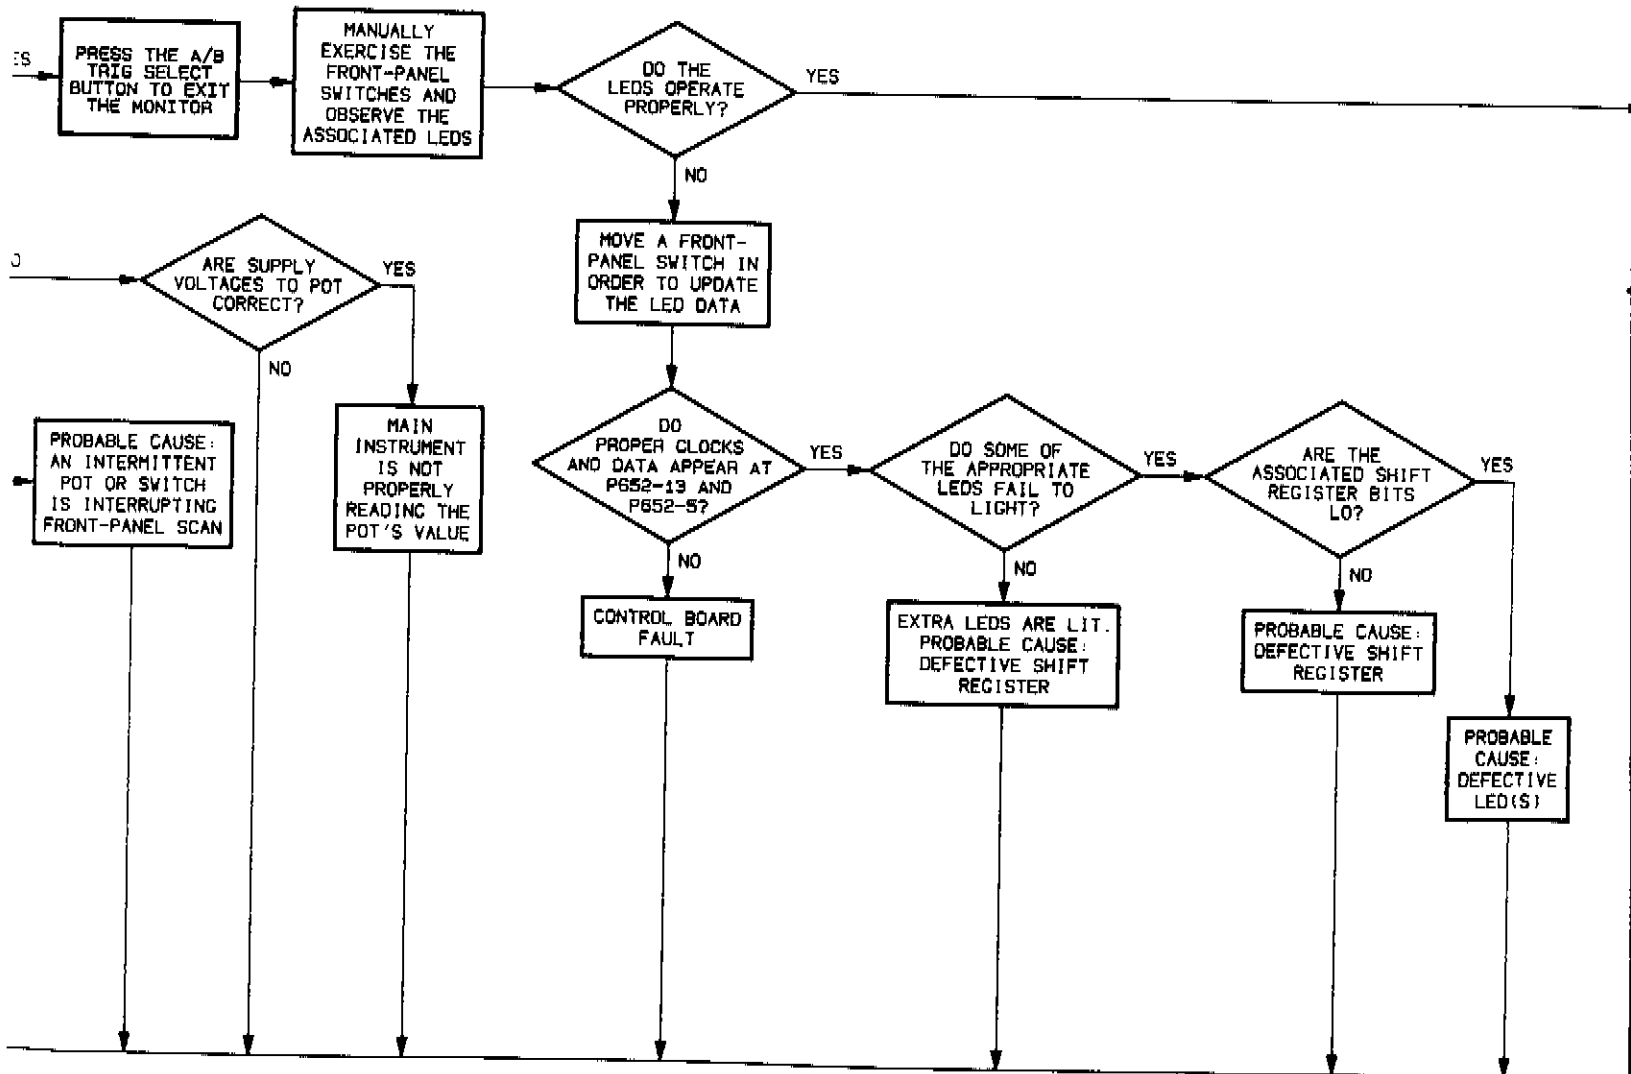 ES
PRESS THE A/B
TRIG SELECT
BUTTON TO EXIT
THE MONITOR
MANUALLY
EXERCISE THE
FRONT-PANEL
SWITCHES AND
OBSERVE THE
ASSOCIATED LEDS
DO THE
LEDS OPERATE
PROPERLY?
YES
NO
MOVE A FRONT-
PANEL SWITCH IN
ORDER TO UPDATE
THE LED DATA
ARE SUPPLY
VOLTAGES TO POT
CORRECT?
YES
NO
PROBABLE CAUSE:
AN INTERMITTENT
POT OR SWITCH
IS INTERRUPTING
FRONT-PANEL SCAN
MAIN
INSTRUMENT
IS NOT
PROPERLY
READING THE
POT'S VALUE
DO
PROPER CLOCKS
AND DATA APPEAR AT
P652-13 AND
P652-5?
YES
NO
CONTROL BOARD
FAULT
DO SOME OF
THE APPROPRIATE
LEDS FAIL TO
LIGHT?
YES
NO
EXTRA LEDS ARE LIT.
PROBABLE CAUSE:
DEFECTIVE SHIFT
REGISTER
ARE THE
ASSOCIATED SHIFT
REGISTER BITS
LO?
YES
NO
PROBABLE CAUSE:
DEFECTIVE SHIFT
REGISTER
PROBABLE
CAUSE:
DEFECTIVE
LED(S)